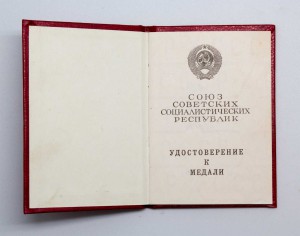 СОЮЗ
СОВЕТСКИХ
СОЦИАЛИСТИЧЕСКИХ
РЕСПУБЛИК
УДОСТОВЕРЕНИЕ
К
МЕДАЛИ